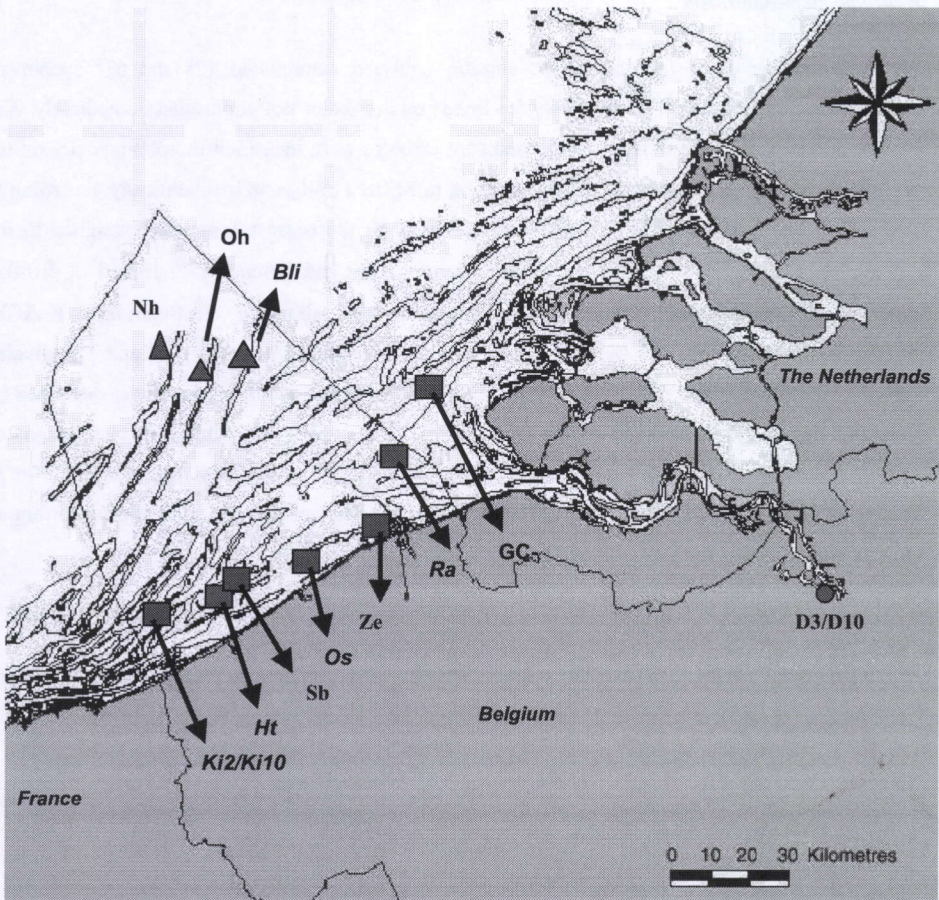 Oh
Bli
Nh
The Netherlands
GC
Ra
D3/D10
Ze
Os
Sb
Belgium
Ht
Ki2/Ki10
France
0 10 20 30 Kilometres